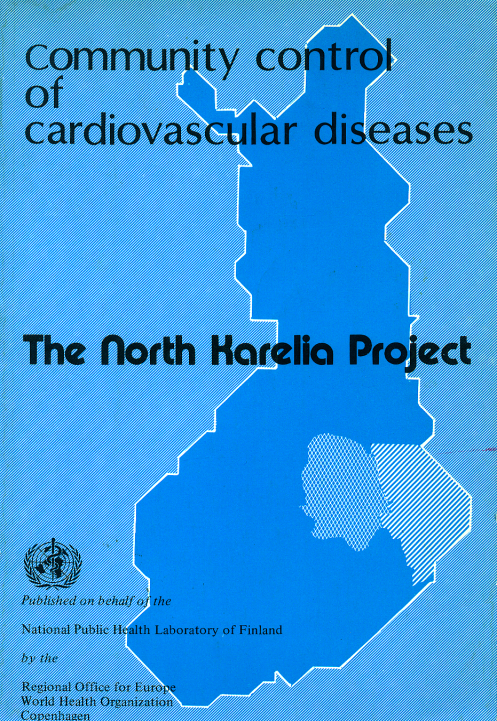 Community control
of
cardiovascular diseases
The North Karelia Project
Published on behalf of the
National Public Health Laboratory of Finland
by the
Regional Office for Europe
World Health Organization
Copenhagen